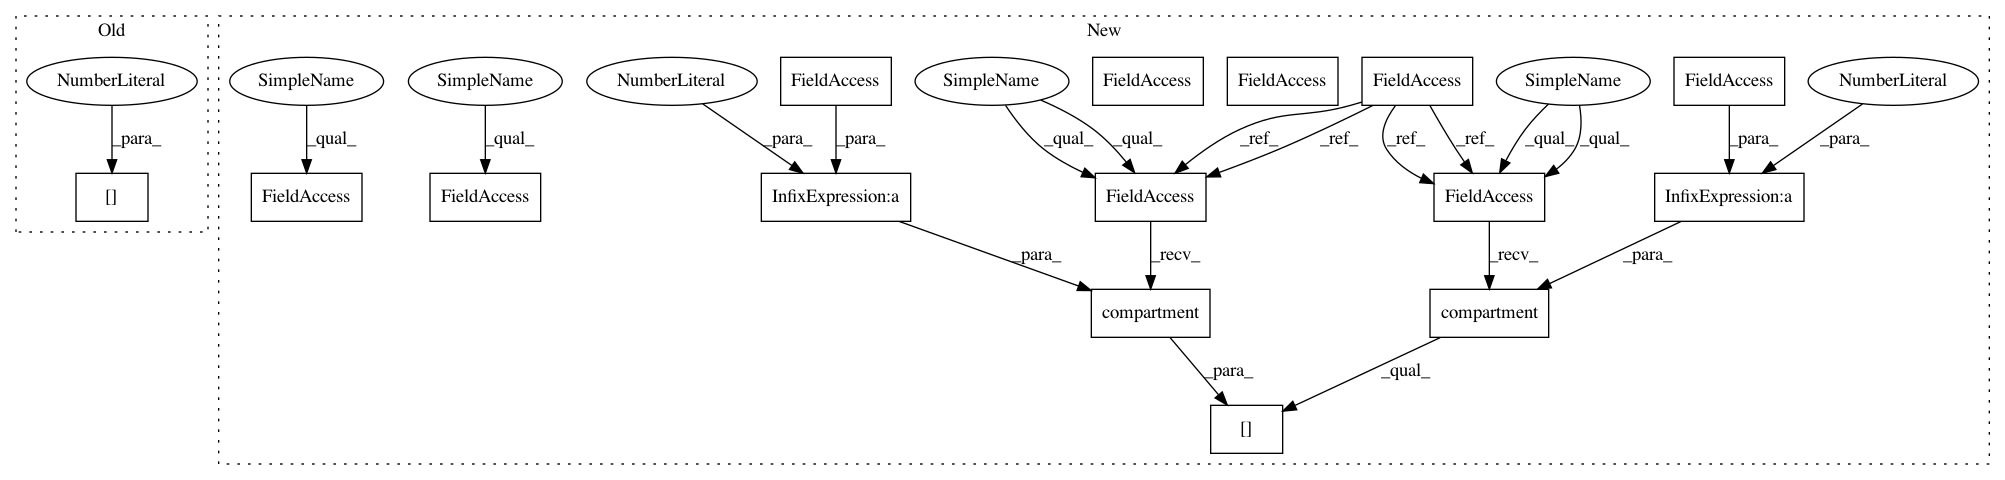 Old
New
NumberLiteral
SimpleName
SimpleName
NumberLiteral
FieldAccess
SimpleName
FieldAccess
FieldAccess
FieldAccess
SimpleName
FieldAccess
NumberLiteral
_para_
_qual_
_qual_
_para_
_para_
_qual_
_qual_
_ref_
_ref_
_ref_
_ref_
_qual_
_qual_
_para_
_para_
[]
FieldAccess
FieldAccess
InfixExpression:a
FieldAccess
FieldAccess
InfixExpression:a
_para_
_recv_
_recv_
_para_
compartment
compartment
_para_
_qual_
[]